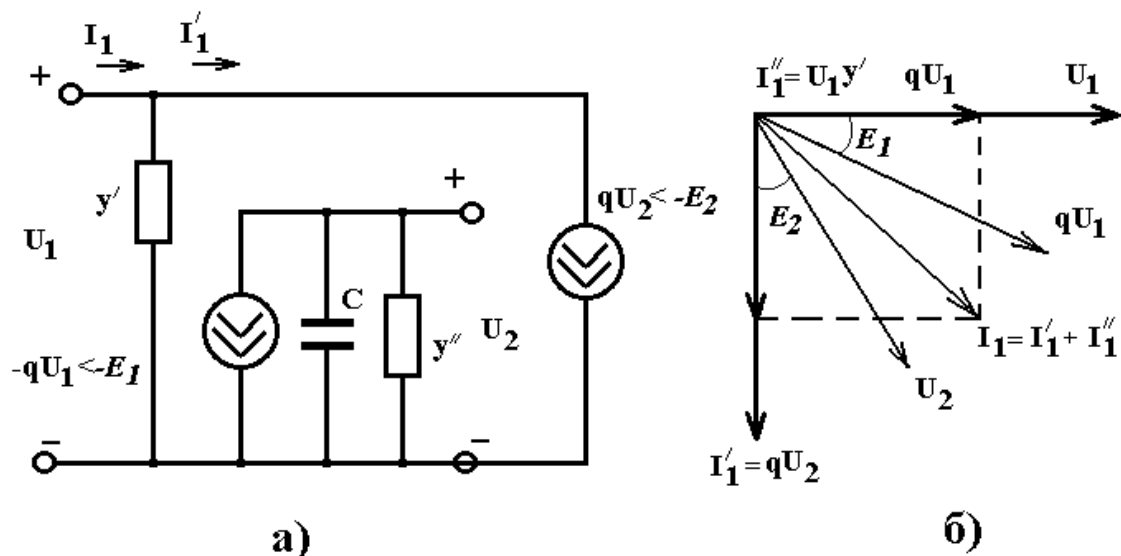 I₁ I₁′
+
y′
U₁
-qU₁<-E₁
−
+
C
y″
U₂
−
qU₂<-E₂
а)
I₁″=U₁y′ qU₁ U₁
E₁
E₂
qU₁
I₁=I₁′+I₁″
U₂
I₁′=qU₂
б)